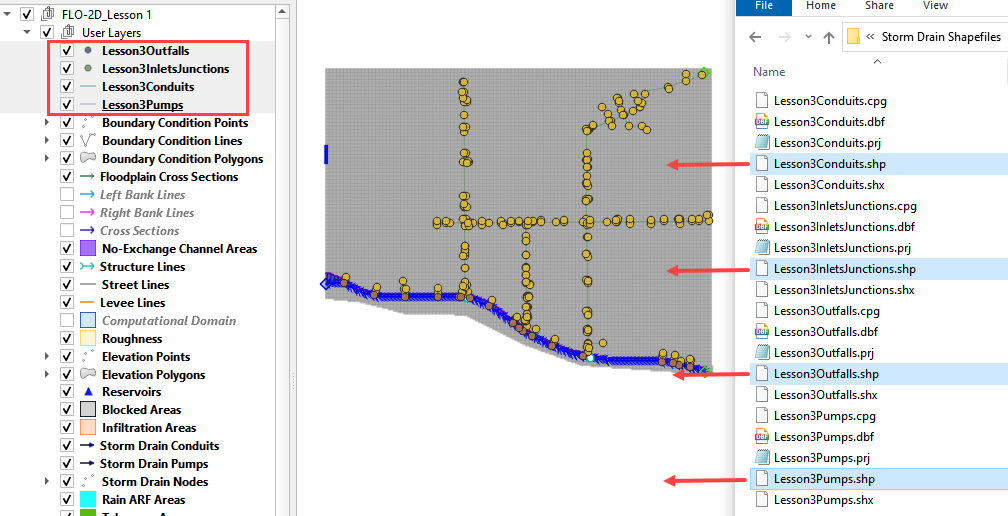 FLO-2D_Lesson 1
User Layers
Lesson3Outfalls
Lesson3InletsJunctions
Lesson3Conduits
Lesson3Pumps
Boundary Condition Points
Boundary Condition Lines
Boundary Condition Polygons
Floodplain Cross Sections
Left Bank Lines
Right Bank Lines
Cross Sections
No-Exchange Channel Areas
Structure Lines
Street Lines
Levee Lines
Computational Domain
Roughness
Elevation Points
Elevation Polygons
Reservoirs
Blocked Areas
Infiltration Areas
Storm Drain Conduits
Storm Drain Pumps
Storm Drain Nodes
Rain ARF Areas
File Home Share View
« Storm Drain Shapefiles
Name
Lesson3Conduits.cpg
Lesson3Conduits.dbf
Lesson3Conduits.prj
Lesson3Conduits.shp
Lesson3Conduits.shx
Lesson3InletsJunctions.cpg
Lesson3InletsJunctions.dbf
Lesson3InletsJunctions.prj
Lesson3InletsJunctions.shp
Lesson3InletsJunctions.shx
Lesson3Outfalls.cpg
Lesson3Outfalls.dbf
Lesson3Outfalls.prj
Lesson3Outfalls.shp
Lesson3Outfalls.shx
Lesson3Pumps.cpg
Lesson3Pumps.dbf
Lesson3Pumps.prj
Lesson3Pumps.shp
Lesson3Pumps.shx